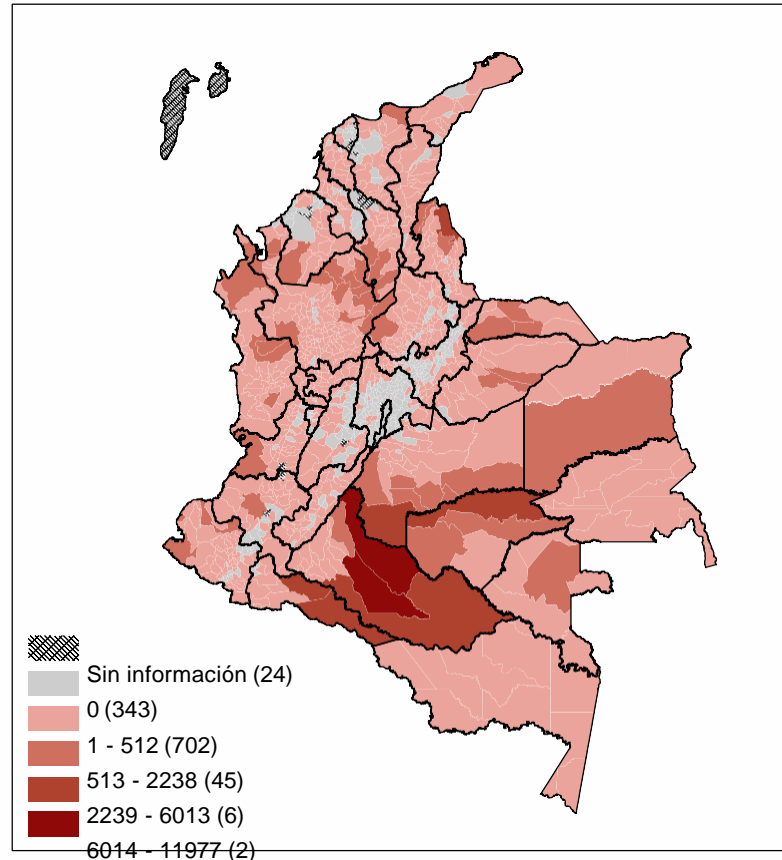 Sin información (24)
0 (343)
1 - 512 (702)
513 - 2238 (45)
2239 - 6013 (6)
6014 - 11977 (2)